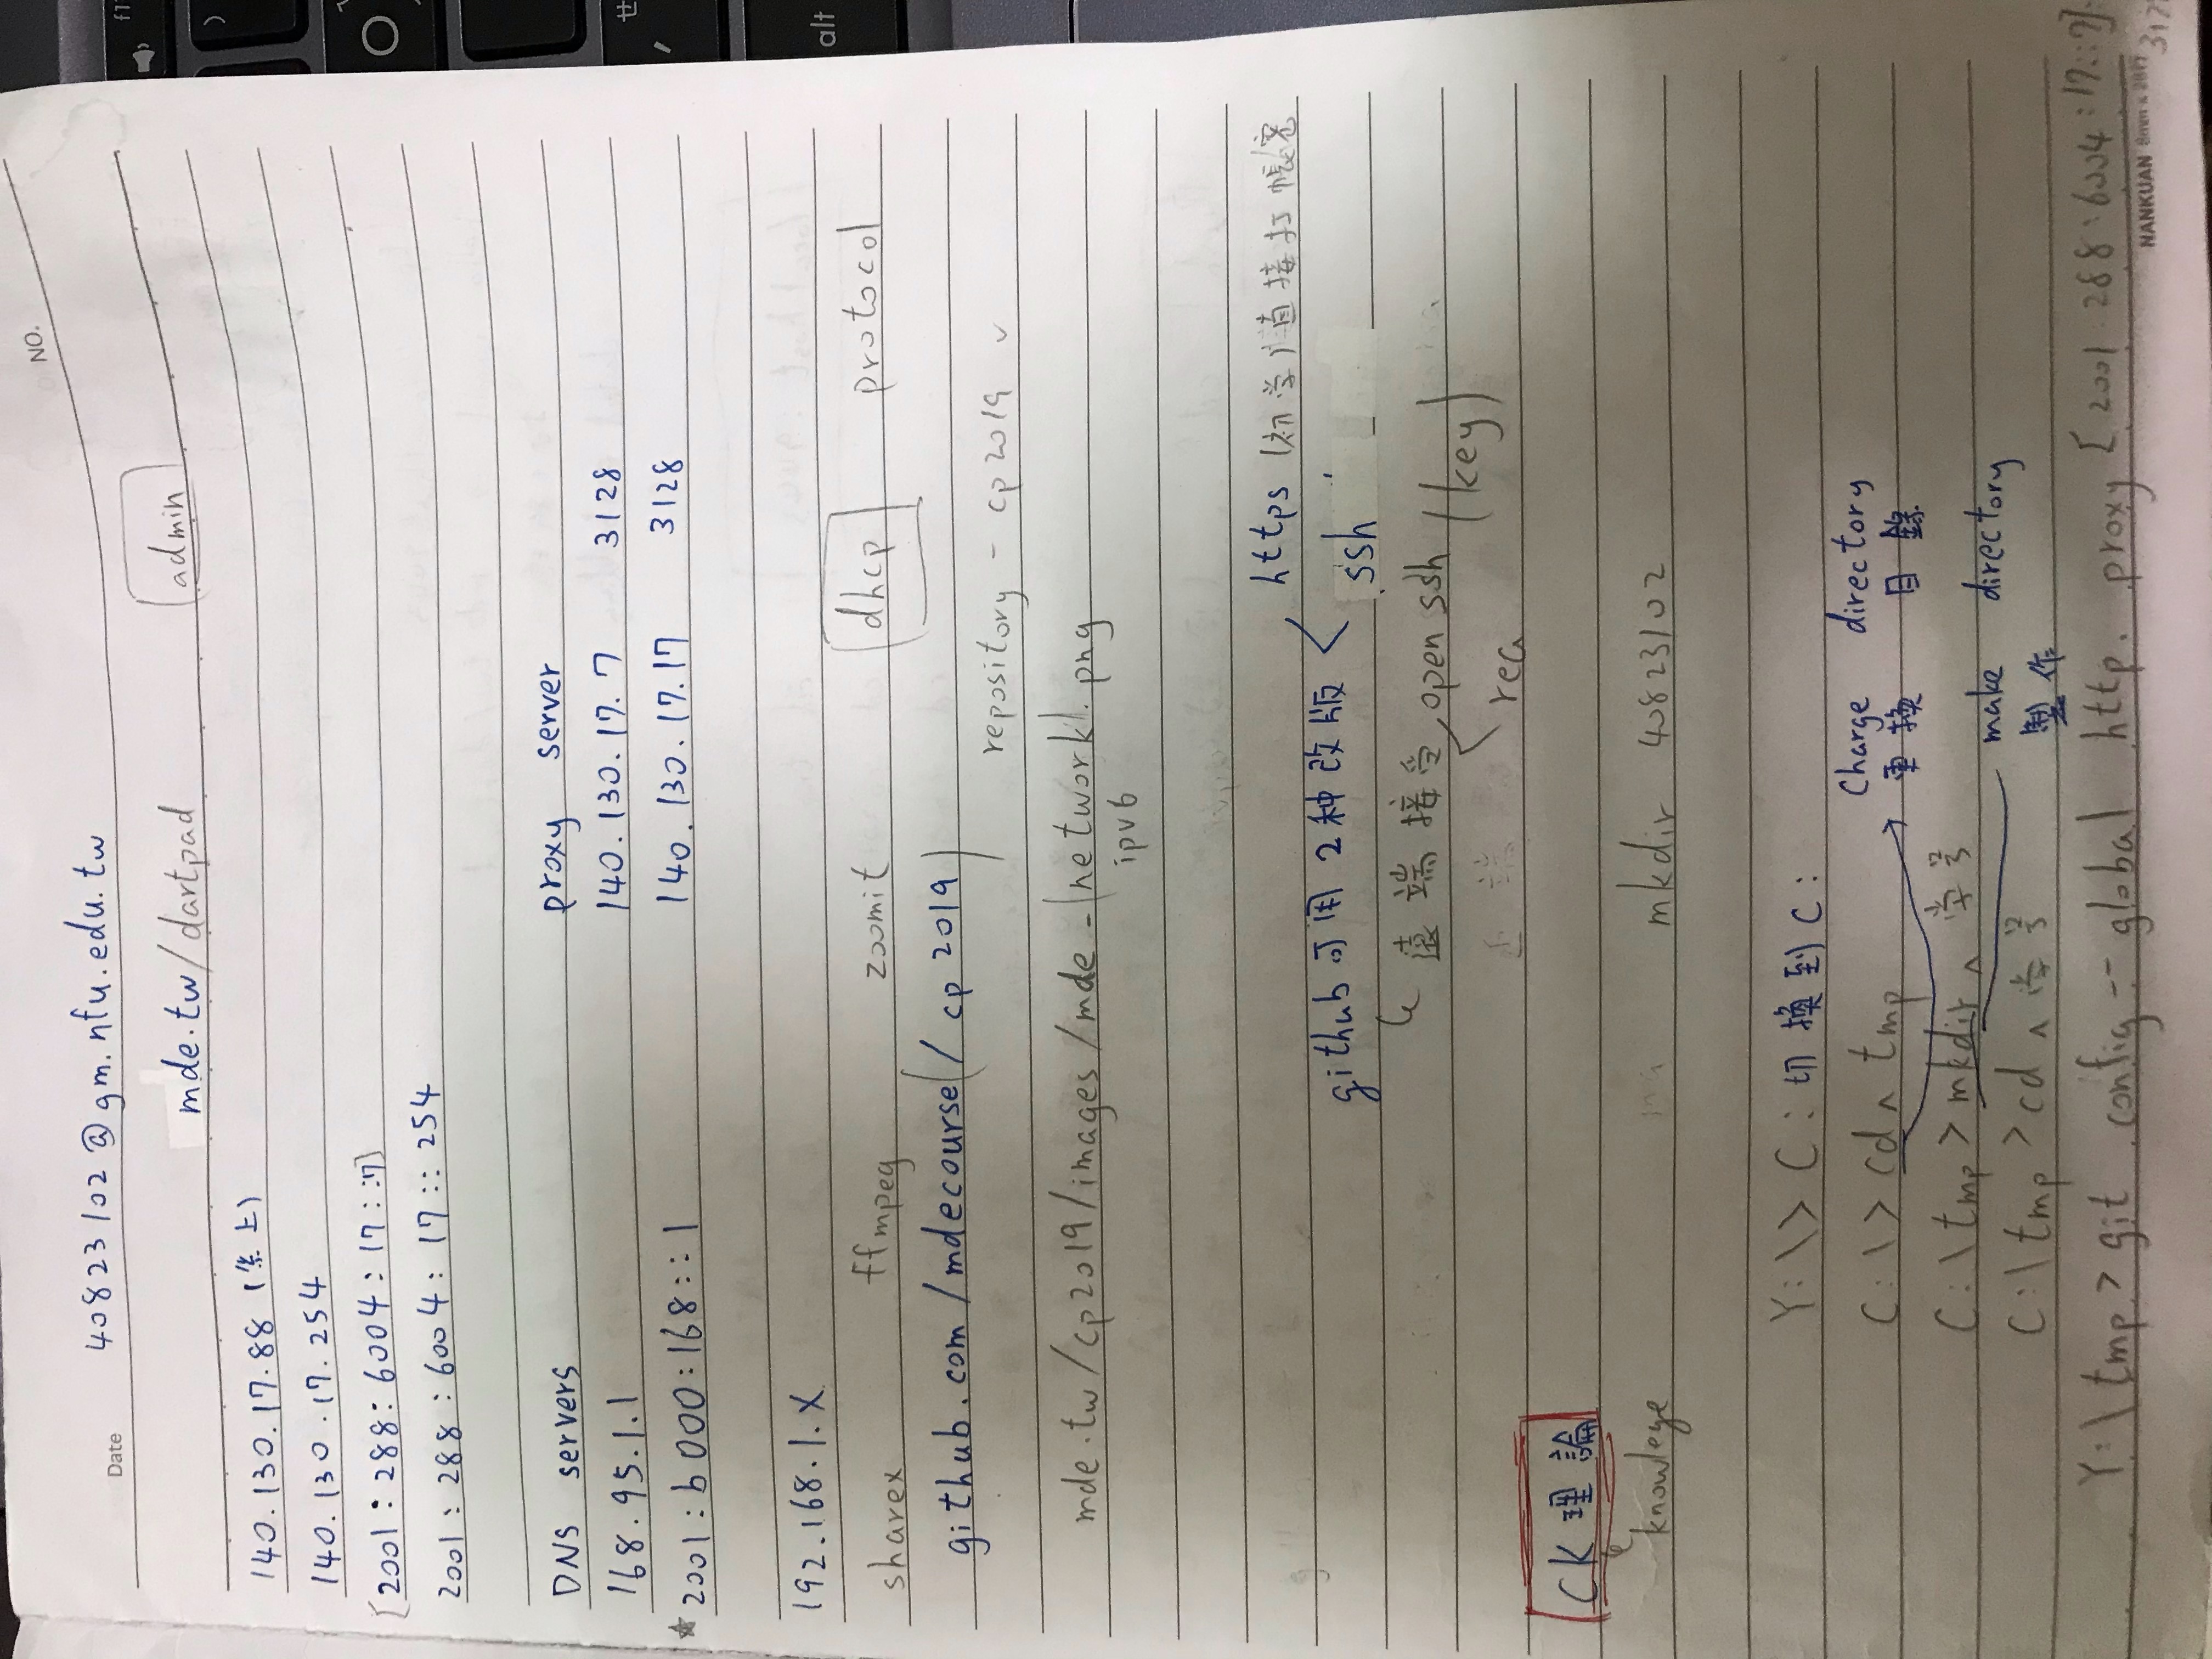 NO.
Date 40823102@gm.nfu.edu.tw
mde.tw/dartpad admin
140.130.17.88 (桌上)
140.130.17.254
[2001:288:6004:17::7]
2001:288:6004:17::254
DNS servers proxy server
168.95.1.1 140.130.17.7 3128
★2001:b000:168::1 140.130.17.17 3128
192.168.1.X
sharex ffmpeg zoomit dhcp protocol
github.com/mdecourse(/cp2019)
repository - cp2019 ✓
mde.tw/cp2019/images/mde-(network).png
ipv6
https (初学)直接打帳密
github可用2種改版
ssh
遠端接受 open ssh (key)
rea
CK理論
knowlege mkdir 40823102
Y:\> C: 切換到C:
C:\> cd ^ tmp Charge directory
更換 目錄
C:\tmp > mkdir ^ 学号
make directory
C:\tmp > cd ^ 学号 製作
Y:\tmp > git config --global http.proxy [2001:288:6004:17::7]:
NANKUAN
f11
alt